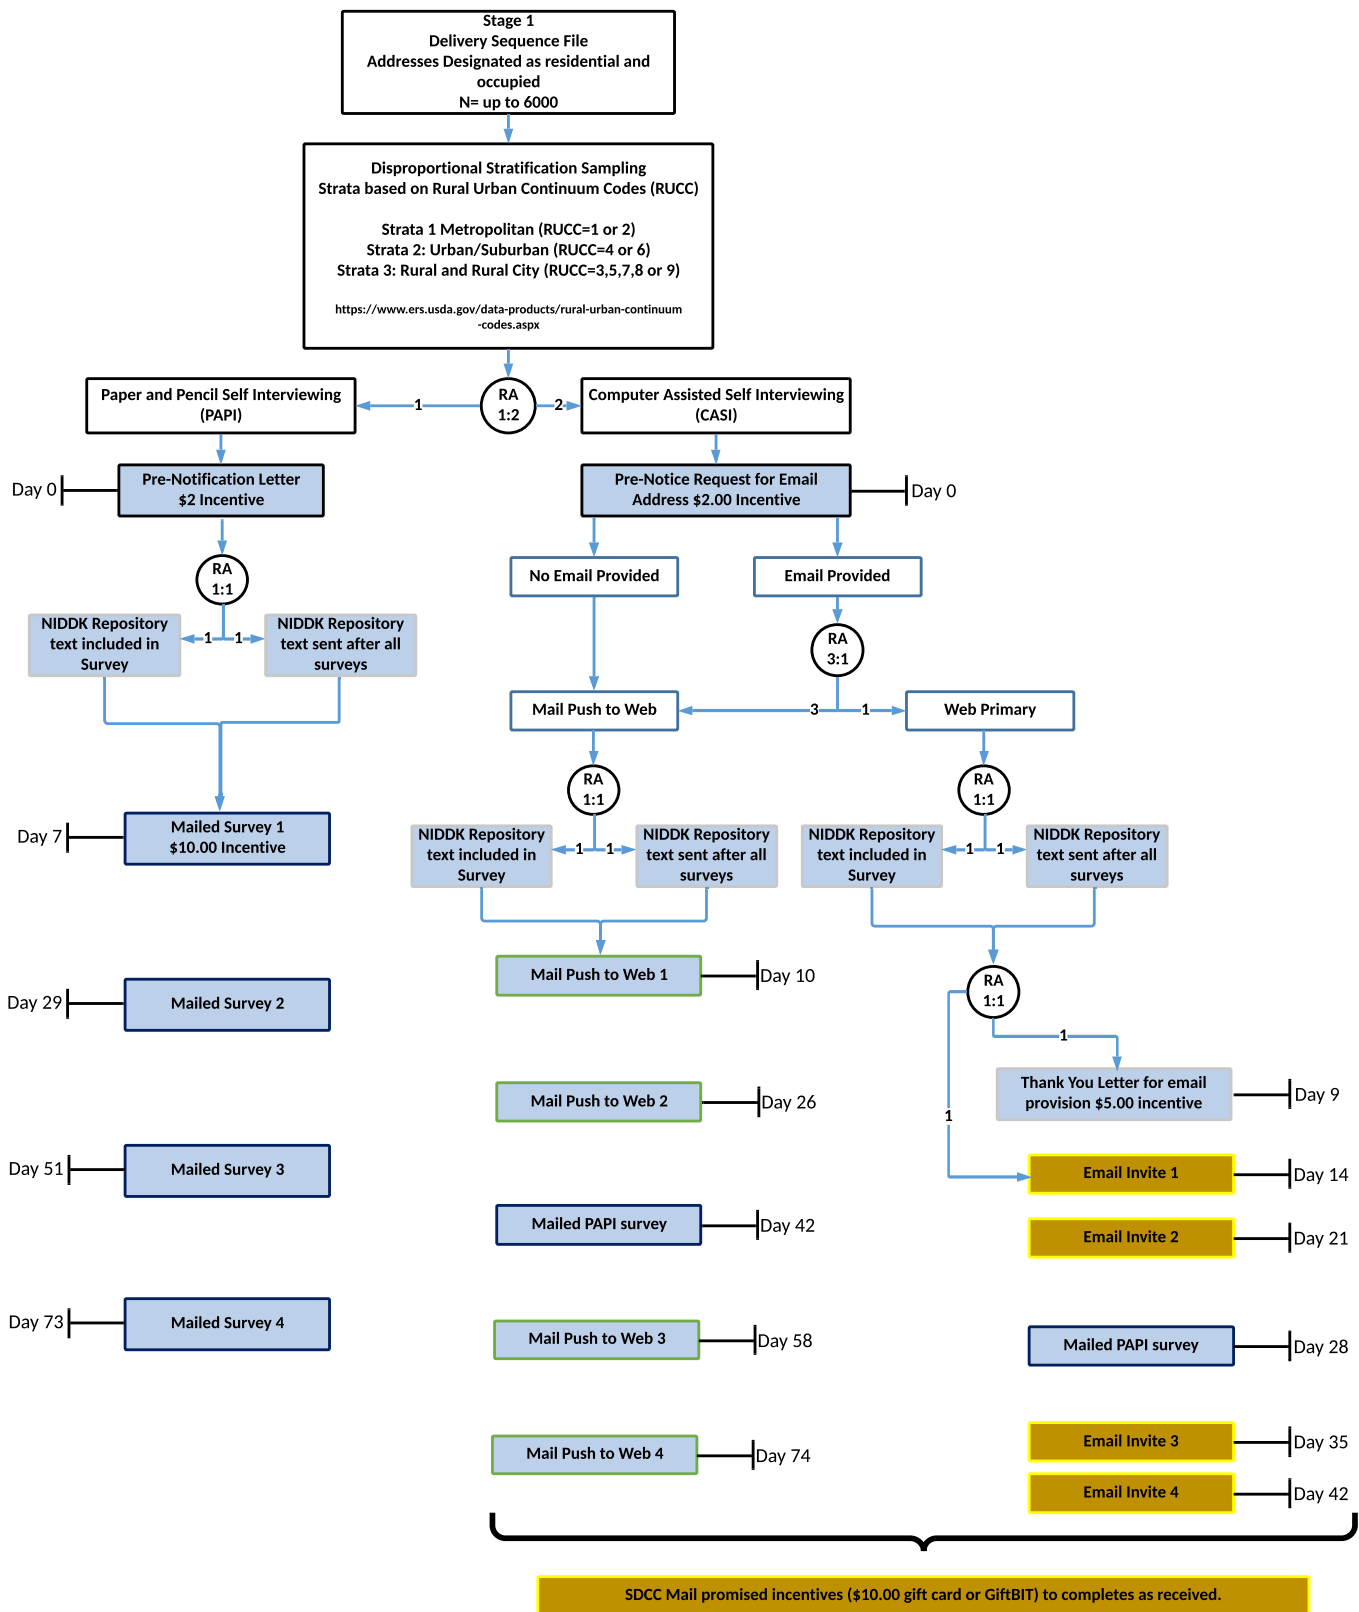 Stage 1
Delivery Sequence File
Addresses Designated as residential and
occupied
N= up to 6000
Disproportional Stratification Sampling
Strata based on Rural Urban Continuum Codes (RUCC)
Strata 1 Metropolitan (RUCC=1 or 2)
Strata 2: Urban/Suburban (RUCC=4 or 6)
Strata 3: Rural and Rural City (RUCC=3,5,7,8 or 9)
https://www.ers.usda.gov/data-products/rural-urban-continuum
-codes.aspx
Paper and Pencil Self Interviewing
(PAPI)
1
RA
1:2
2
Computer Assisted Self Interviewing
(CASI)
Day 0
Pre-Notification Letter
$2 Incentive
Pre-Notice Request for Email
Address $2.00 Incentive
Day 0
RA
1:1
No Email Provided
Email Provided
NIDDK Repository
text included in
Survey
1
1
NIDDK Repository
text sent after all
surveys
RA
3:1
Mail Push to Web
3
1
Web Primary
RA
1:1
RA
1:1
Day 7
Mailed Survey 1
$10.00 Incentive
NIDDK Repository
text included in
Survey
1
1
NIDDK Repository
text sent after all
surveys
NIDDK Repository
text included in
Survey
1
1
NIDDK Repository
text sent after all
surveys
Mail Push to Web 1
Day 10
Day 29
Mailed Survey 2
RA
1:1
1
Mail Push to Web 2
Day 26
Thank You Letter for email
provision $5.00 incentive
Day 9
1
Day 51
Mailed Survey 3
Email Invite 1
Day 14
Mailed PAPI survey
Day 42
Email Invite 2
Day 21
Day 73
Mailed Survey 4
Mail Push to Web 3
Day 58
Mailed PAPI survey
Day 28
Mail Push to Web 4
Day 74
Email Invite 3
Day 35
Email Invite 4
Day 42
SDCC Mail promised incentives ($10.00 gift card or GiftBIT) to completes as received.